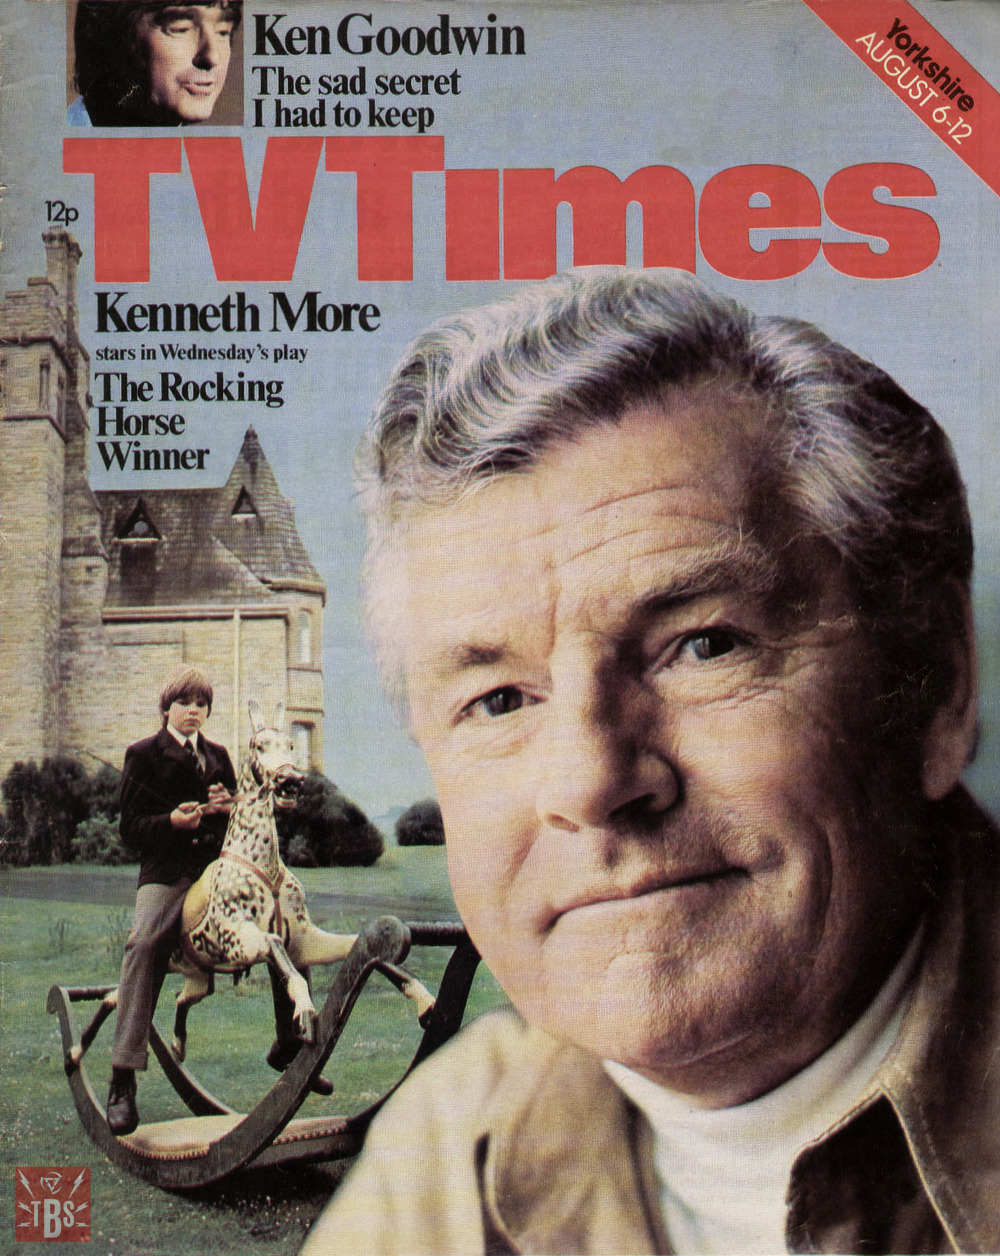 Ken Goodwin
The sad secret
I had to keep
Yorkshire
AUGUST 6-12
TVTimes
12p
Kenneth More
stars in Wednesday's play
The Rocking
Horse
Winner
TBS